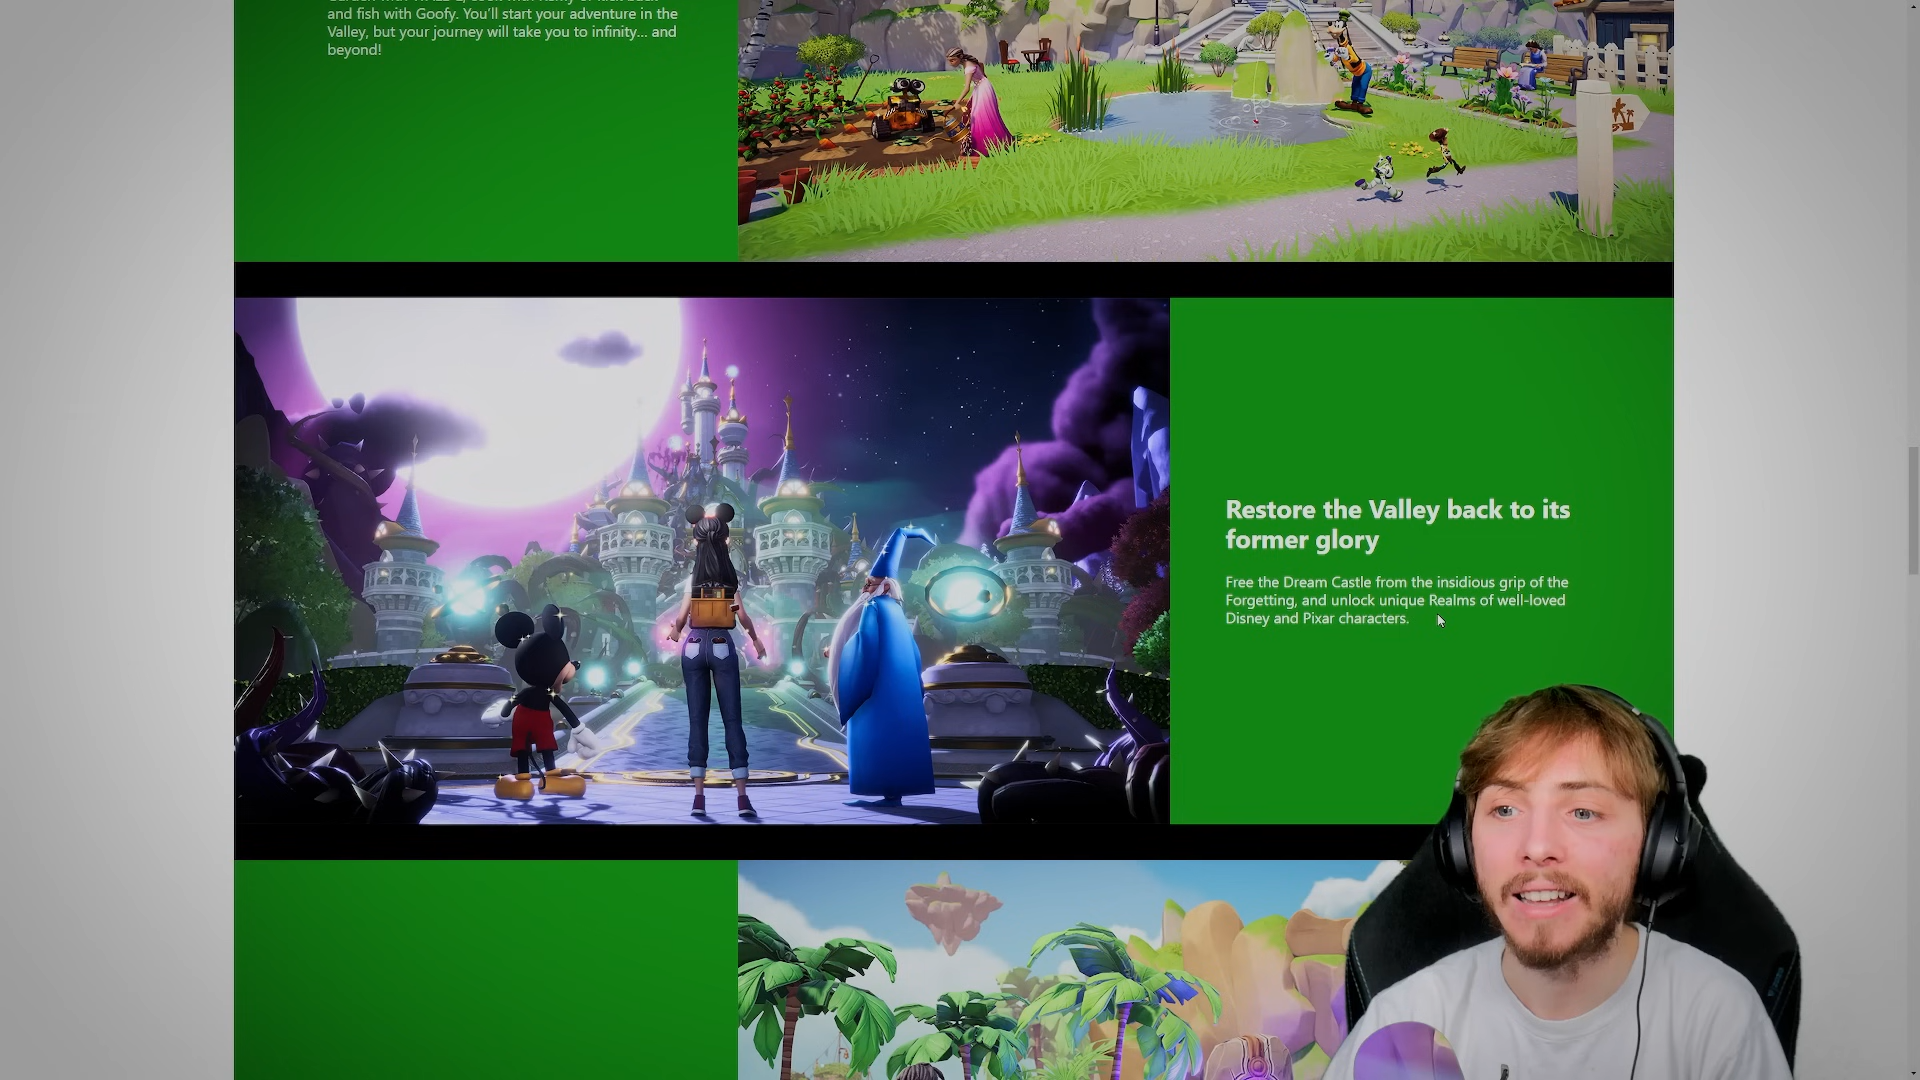 and fish with Goofy. You'll start your adventure in the
Valley, but your journey will take you to infinity... and
beyond!
Restore the Valley back to its
former glory
Free the Dream Castle from the insidious grip of the
Forgetting, and unlock unique Realms of well-loved
Disney and Pixar characters.